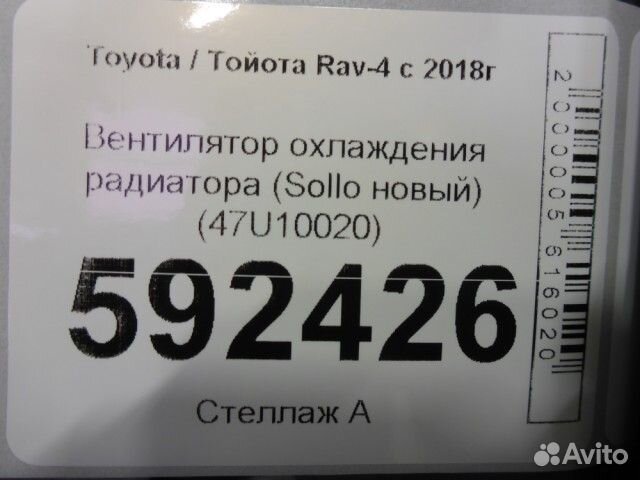 Toyota / Тойота Rav-4 с 2018г
Вентилятор охлаждения
радиатора (Sollo новый)
(47U10020)
592426
Стеллаж А
2000005616020
Avito